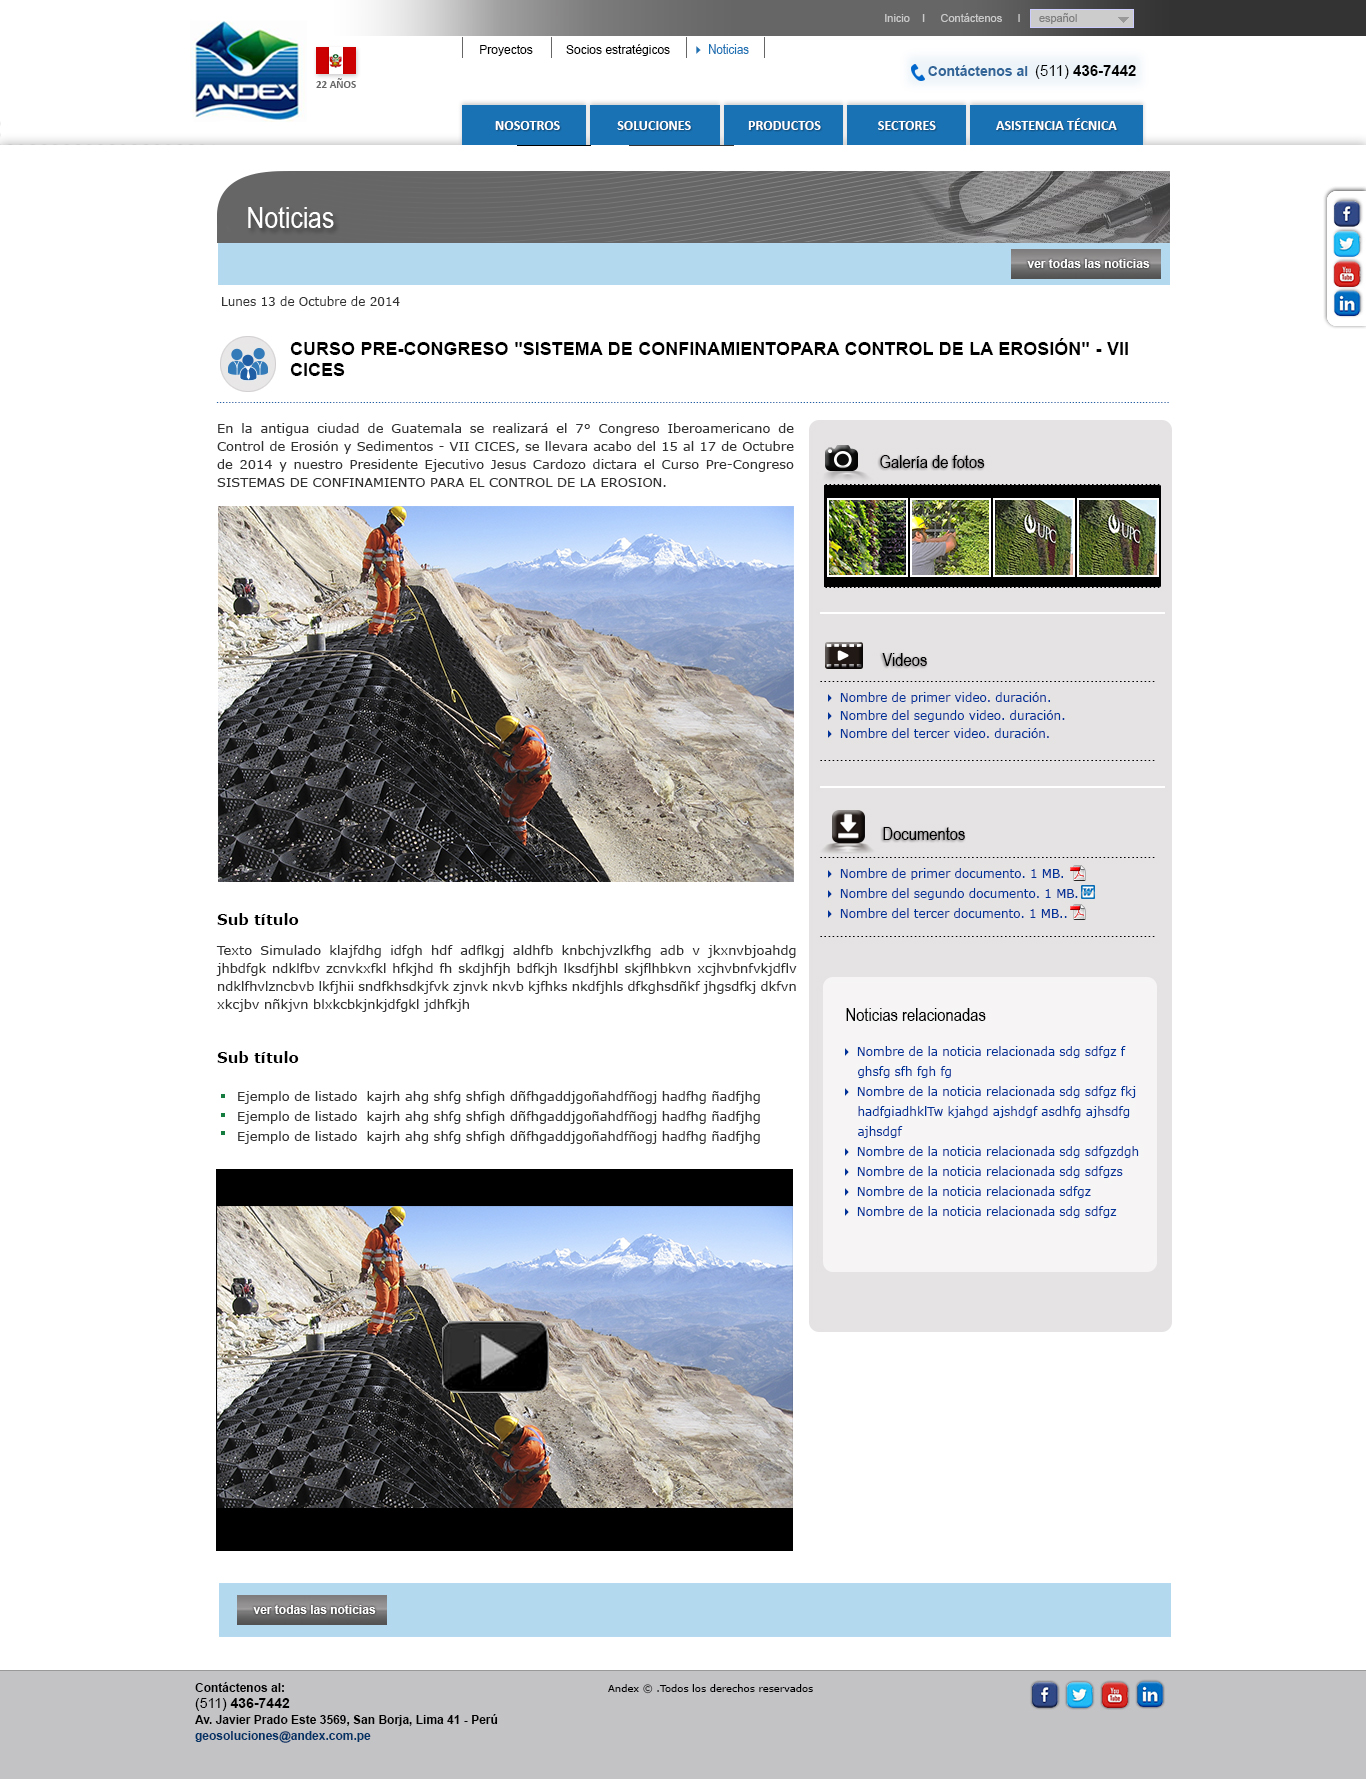 Inicio I Contáctenos I español
ANDEX
22 AÑOS
Proyectos Socios estratégicos Noticias
Contáctenos al (511) 436-7442
NOSOTROS SOLUCIONES PRODUCTOS SECTORES ASISTENCIA TÉCNICA
Noticias
ver todas las noticias
Lunes 13 de Octubre de 2014
CURSO PRE-CONGRESO "SISTEMA DE CONFINAMIENTOPARA CONTROL DE LA EROSIÓN" - VII
CICES
En la antigua ciudad de Guatemala se realizará el 7° Congreso Iberoamericano de
Control de Erosión y Sedimentos - VII CICES, se llevara acabo del 15 al 17 de Octubre
de 2014 y nuestro Presidente Ejecutivo Jesus Cardozo dictara el Curso Pre-Congreso
SISTEMAS DE CONFINAMIENTO PARA EL CONTROL DE LA EROSION.
Sub título
Texto Simulado klajfdhg idfgh hdf adflkgj aldhfb knbchjvzlkfhg adb v jkxnvbjoahdg
jhbdfgk ndklfbv zcnvkxfkl hfkjhd fh skdjhfjh bdfkjh lksdfjhbl skjflhbkvn xcjhvbnfvkjdflv
ndklfhvlzncbvb lkfjhii sndfkhsdkjfvk zjnvk nkvb kjfhks nkdfjhls dfkghsdñkf jhgsdfkj dkfvn
xkcjbv nñkjvn blxkcbkjnkjdfgkl jdhfkjh
Sub título
Ejemplo de listado kajrh ahg shfg shfigh dñfhgaddjgoñahdfñogj hadfhg ñadfjhg
Ejemplo de listado kajrh ahg shfg shfigh dñfhgaddjgoñahdfñogj hadfhg ñadfjhg
Ejemplo de listado kajrh ahg shfg shfigh dñfhgaddjgoñahdfñogj hadfhg ñadfjhg
Galería de fotos
UPC UPC
Videos
Nombre de primer video. duración.
Nombre del segundo video. duración.
Nombre del tercer video. duración.
Documentos
Nombre de primer documento. 1 MB.
Nombre del segundo documento. 1 MB.
Nombre del tercer documento. 1 MB..
Noticias relacionadas
Nombre de la noticia relacionada sdg sdfgz f
ghsfg sfh fgh fg
Nombre de la noticia relacionada sdg sdfgz fkj
hadfgiadhklTw kjahgd ajshdgf asdhfg ajhsdfg
ajhsdgf
Nombre de la noticia relacionada sdg sdfgzdgh
Nombre de la noticia relacionada sdg sdfgzs
Nombre de la noticia relacionada sdfgz
Nombre de la noticia relacionada sdg sdfgz
ver todas las noticias
Contáctenos al:
(511) 436-7442
Av. Javier Prado Este 3569, San Borja, Lima 41 - Perú
geosoluciones@andex.com.pe
Andex © .Todos los derechos reservados